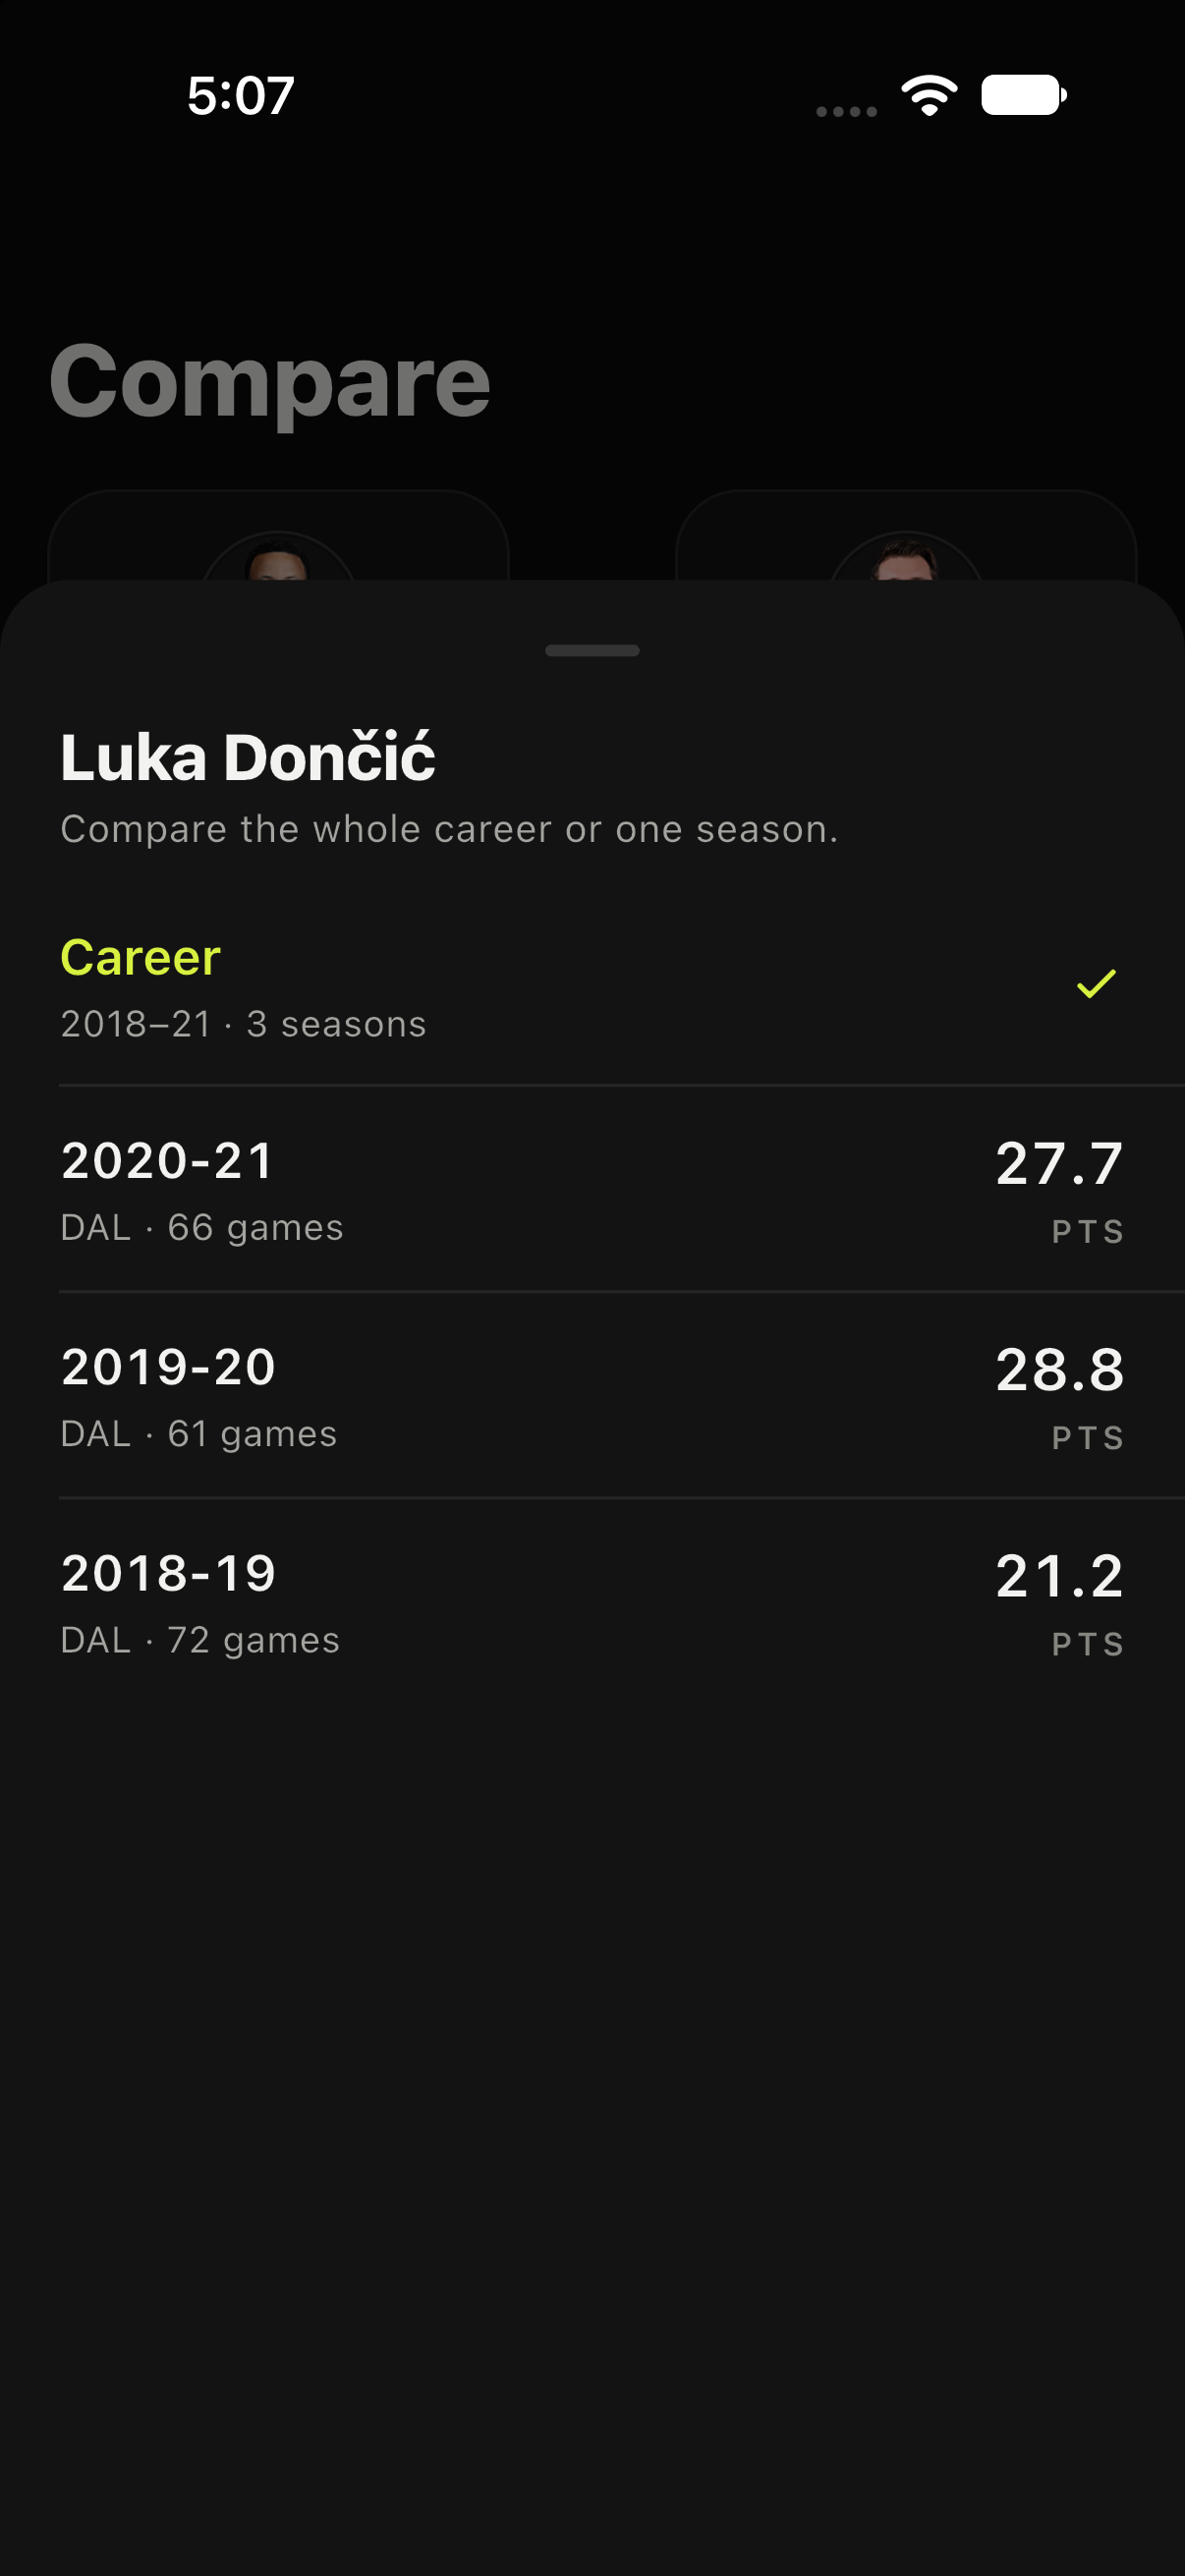 5:07
Compare
Luka Dončić
Compare the whole career or one season.
Career
2018–21 · 3 seasons
2020-21
27.7
DAL · 66 games
PTS
2019-20
28.8
DAL · 61 games
PTS
2018-19
21.2
DAL · 72 games
PTS